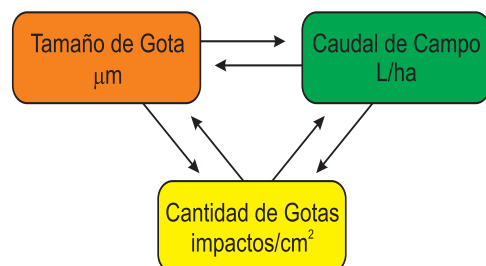 Tamaño de Gota
μm
Caudal de Campo
L/ha
Cantidad de Gotas
impactos/cm²